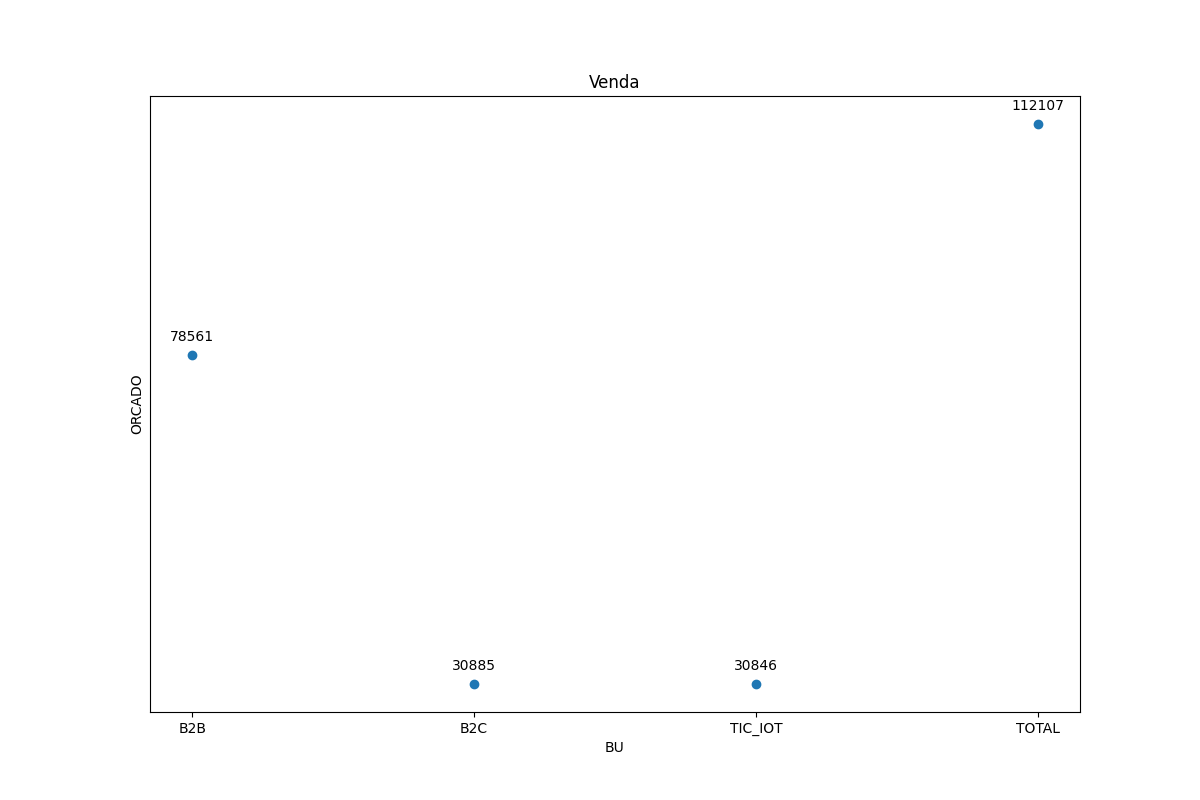 Venda
112107
78561
ORCADO
30885
30846
B2B
B2C
TIC_IOT
TOTAL
BU